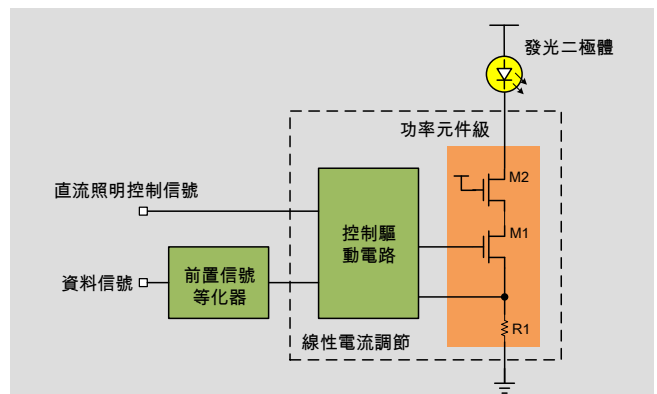 發光二極體
功率元件級
直流照明控制信號
M2
控制驅
動電路
M1
資料信號
前置信號
等化器
R1
線性電流調節